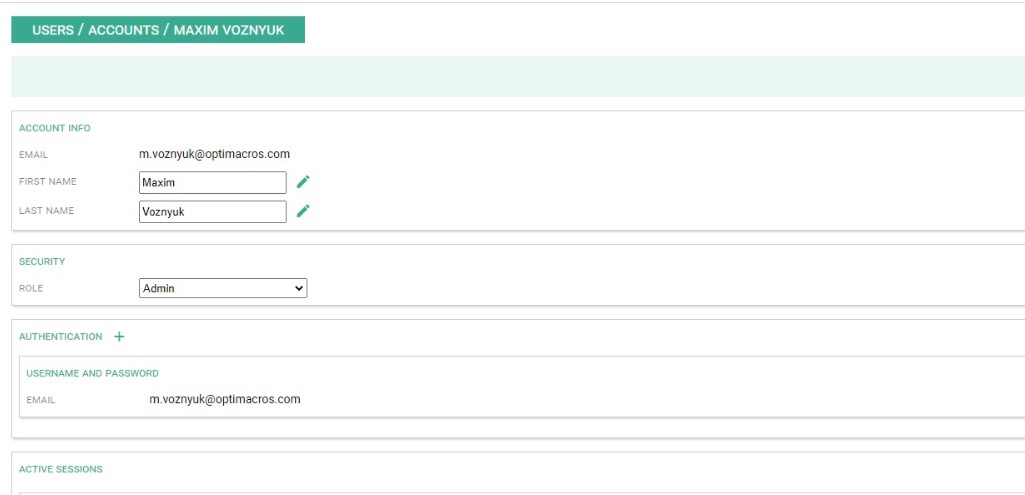 USERS / ACCOUNTS / MAXIM VOZNYUK
ACCOUNT INFO
EMAIL m.voznyuk@optimacros.com
FIRST NAME Maxim
LAST NAME Voznyuk
SECURITY
ROLE Admin
AUTHENTICATION +
USERNAME AND PASSWORD
EMAIL m.voznyuk@optimacros.com
ACTIVE SESSIONS